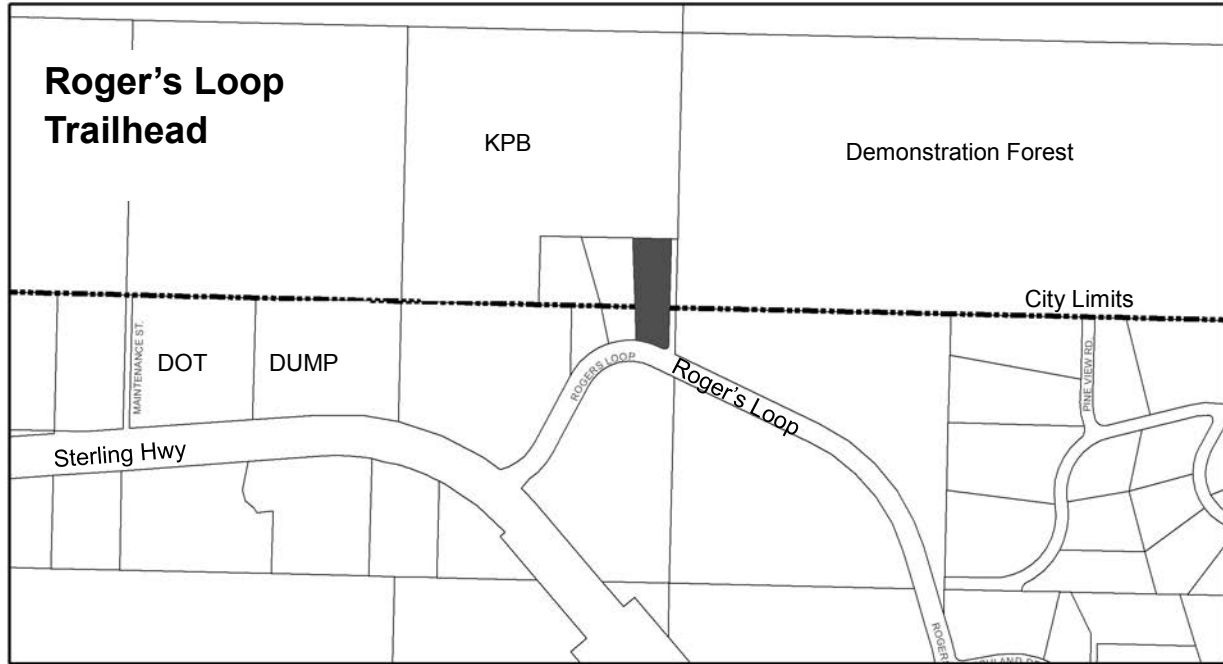 Roger's Loop
Trailhead
KPB
Demonstration Forest
City Limits
MAINTENANCE ST.
DOT
DUMP
ROGERS LOOP
Roger's Loop
PINE VIEW RD.
Sterling Hwy
ROGERS